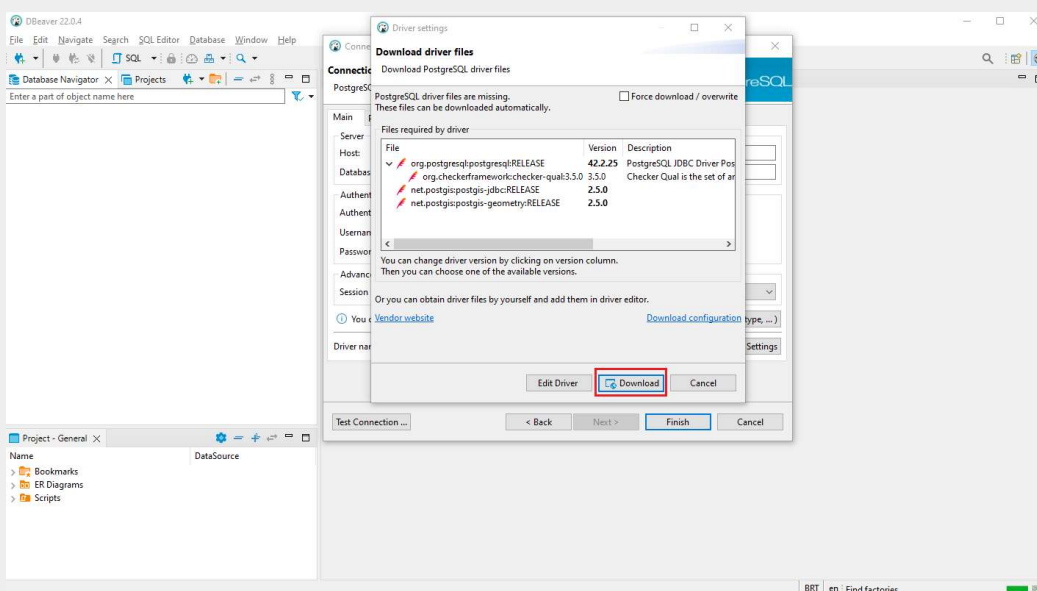 DBeaver 22.0.4
File Edit Navigate Search SQL Editor Database Window Help
SQL
Database Navigator Projects
Enter a part of object name here
Project - General
Name DataSource
Bookmarks
ER Diagrams
Scripts
PostgreSQL
Main
Server
Host:
Authent
Authent
Advanc
Session
You
type, ...)
Settings
Test Connection ...
< Back
Next >
Finish
Cancel
Driver settings
Download driver files
Download PostgreSQL driver files
PostgreSQL driver files are missing.
These files can be downloaded automatically.
Force download / overwrite
Files required by driver
File Version Description
org.postgresql:postgresql:RELEASE 42.2.25 PostgreSQL JDBC Driver Pos
org.checkerframework:checker-qual:3.5.0 3.5.0 Checker Qual is the set of
net.postgis:postgis-jdbc:RELEASE 2.5.0
net.postgis:postgis-geometry:RELEASE 2.5.0
You can change driver version by clicking on version column.
Then you can choose one of the available versions.
Or you can obtain driver files by yourself and add them in driver editor.
Vendor website Download configuration
Edit Driver Download Cancel
BRT en Find factories